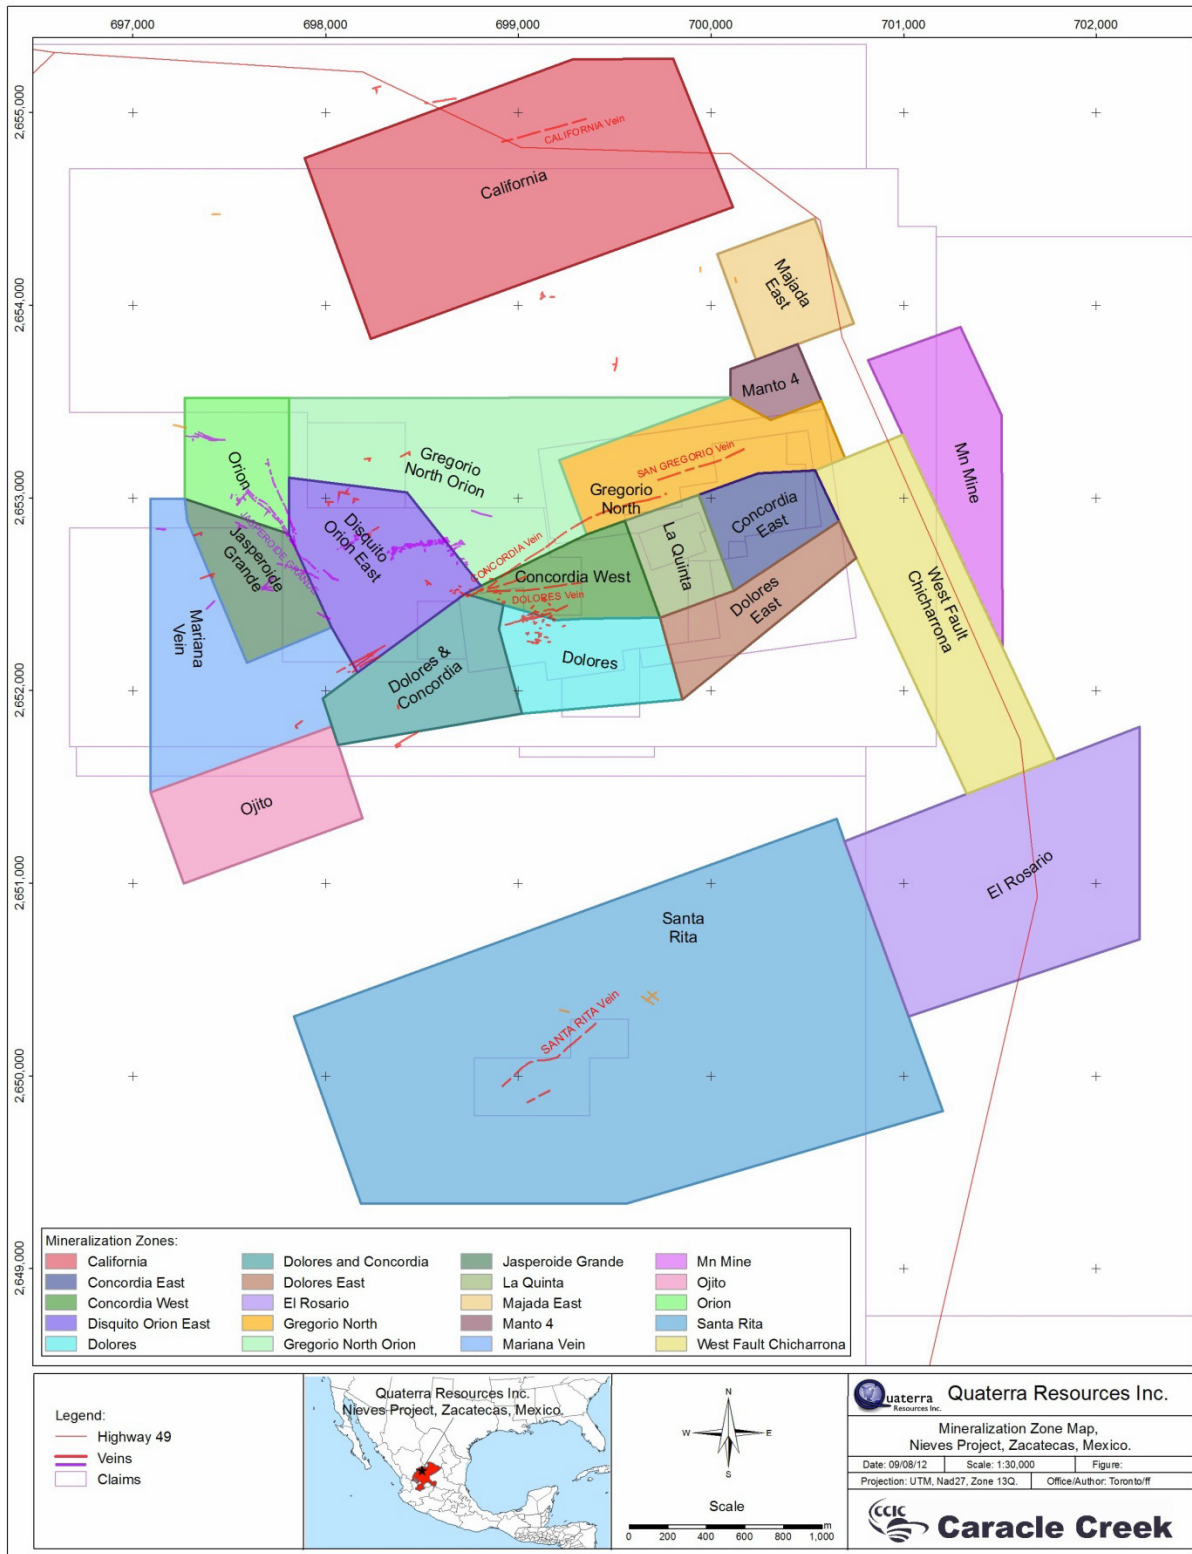 697,000
698,000
699,000
700,000
701,000
702,000
2,655,000
2,654,000
2,653,000
2,652,000
2,651,000
2,650,000
2,649,000
CALIFORNIA Vein
California
Majada
East
Manto 4
Mn Mine
Orion
Gregorio
North Orion
SAN GREGORIO Vein
Gregorio
North
Disquito
Orion East
JASPEROIDE GRANDE
Jasperoide
Grande
CONCORDIA Vein
Concordia West
DOLORES Vein
La Quinta
Concordia
East
Mariana
Vein
Dolores &
Concordia
Dolores
Dolores
East
West Fault
Chicharrona
Ojito
El Rosario
Santa
Rita
SANTA RITA Vein
Mineralization Zones:
California
Concordia East
Concordia West
Disquito Orion East
Dolores
Dolores and Concordia
Dolores East
El Rosario
Gregorio North
Gregorio North Orion
Jasperoide Grande
La Quinta
Majada East
Manto 4
Mariana Vein
Mn Mine
Ojito
Orion
Santa Rita
West Fault Chicharrona
Legend:
Highway 49
Veins
Claims
Quaterra Resources Inc.
Nieves Project, Zacatecas, Mexico.
N
W
E
S
Scale
m
0 200 400 600 800 1,000
Quaterra
Resources Inc.
Quaterra Resources Inc.
Mineralization Zone Map,
Nieves Project, Zacatecas, Mexico.
Date: 09/08/12
Scale: 1:30,000
Figure:
Projection: UTM, Nad27, Zone 13Q.
Office/Author: Toronto/ff
CCIC
Caracle Creek